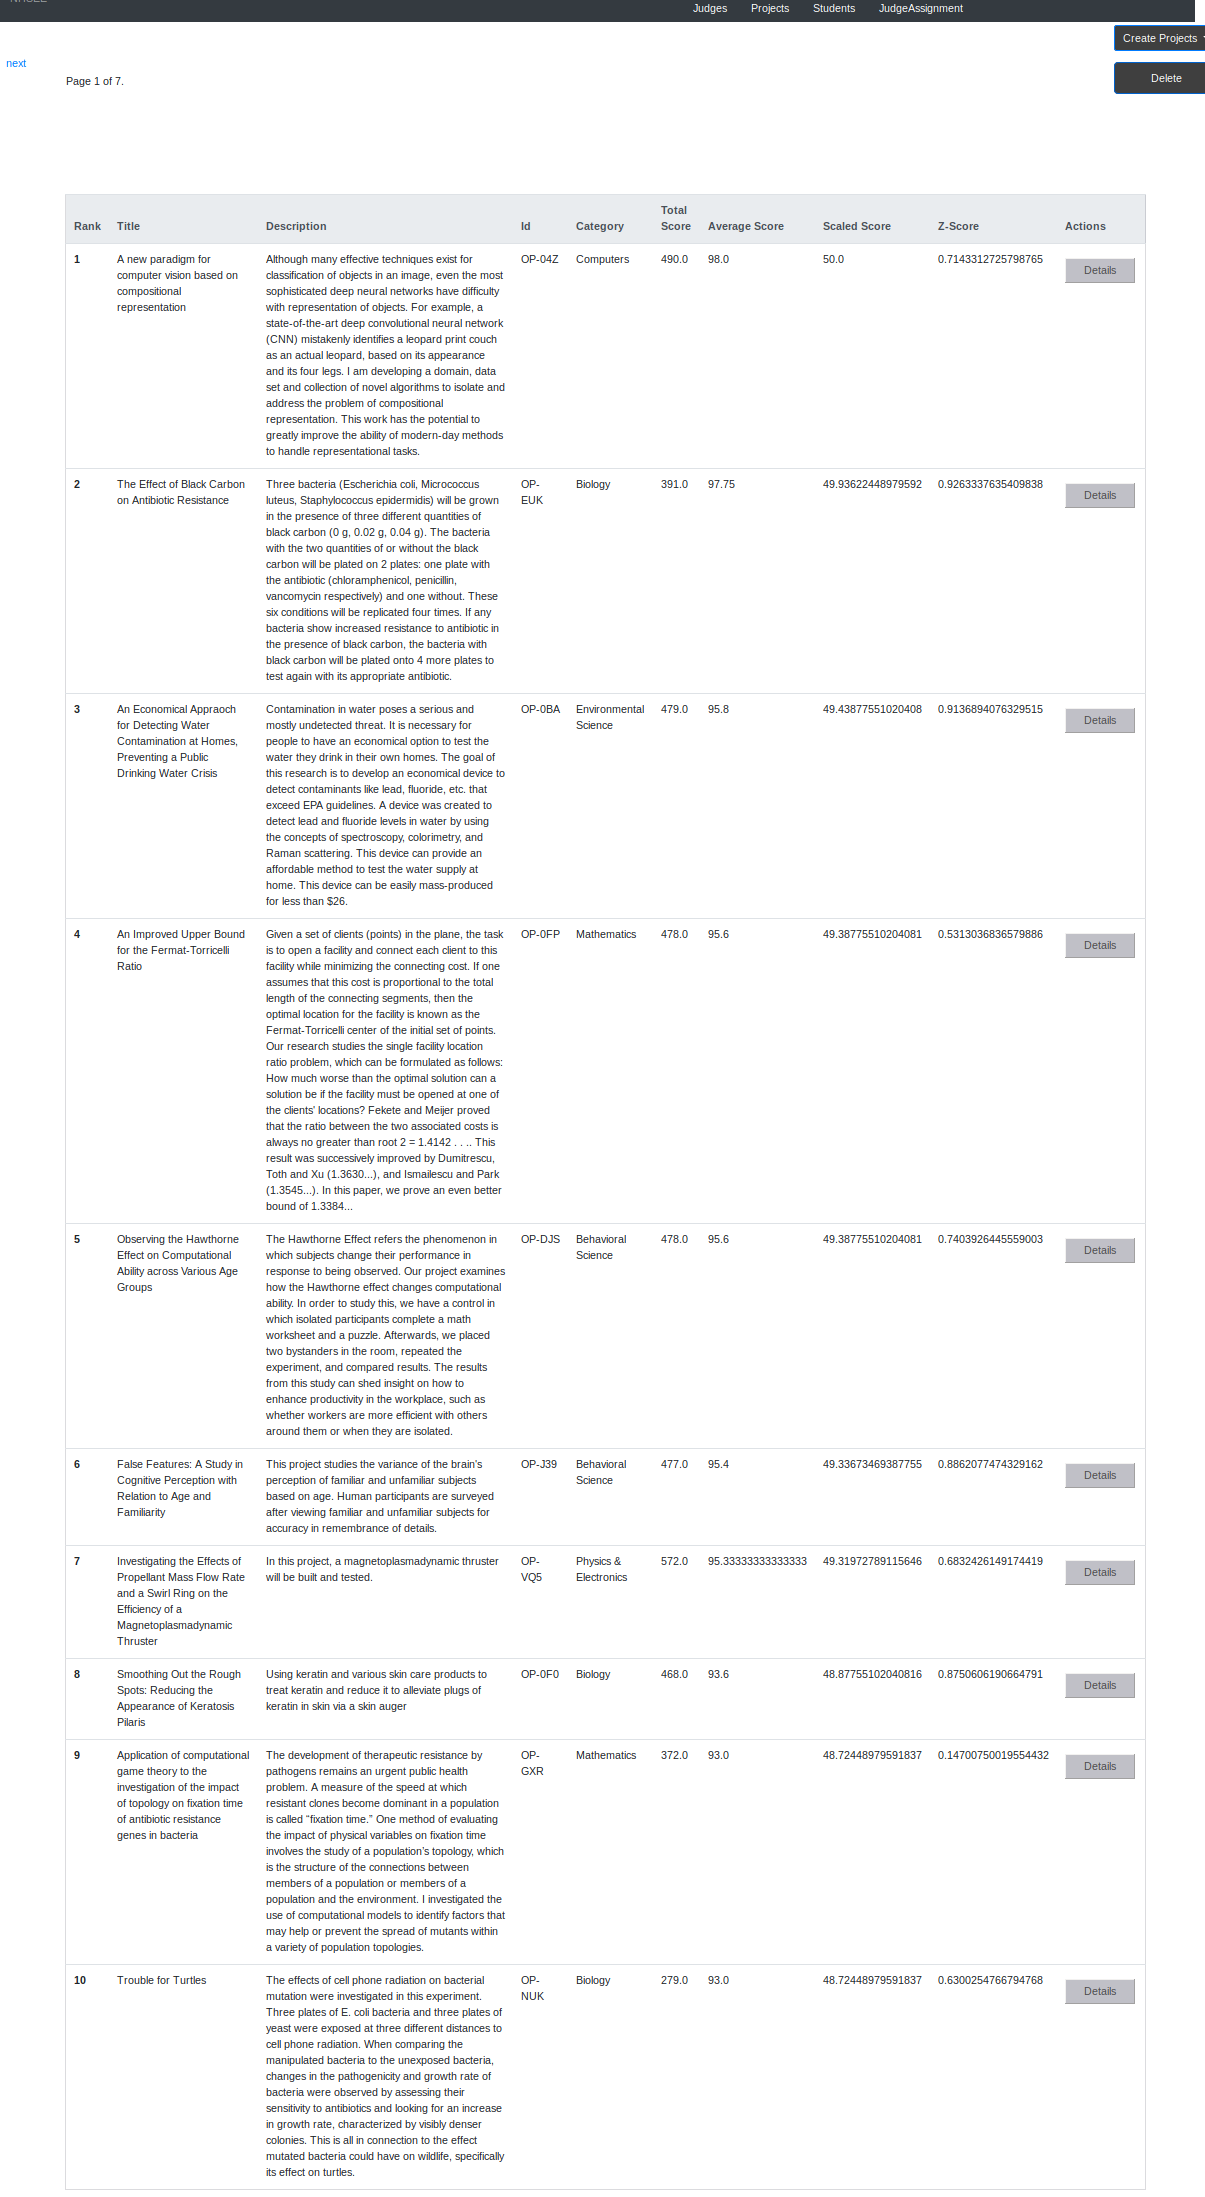 Judges Projects Students JudgeAssignment
Create Projects
next
Page 1 of 7.
Delete
Total
Rank Title Description Id Category Score Average Score Scaled Score Z-Score Actions
1 A new paradigm for Although many effective techniques exist for OP-04Z Computers 490.0 98.0 50.0 0.7143312725798765 Details
computer vision based on classification of objects in an image, even the most
compositional sophisticated deep neural networks have difficulty
representation with representation of objects. For example, a
state-of-the-art deep convolutional neural network
(CNN) mistakenly identifies a leopard print couch
as an actual leopard, based on its appearance
and its four legs. I am developing a domain, data
set and collection of novel algorithms to isolate and
address the problem of compositional
representation. This work has the potential to
greatly improve the ability of modern-day methods
to handle representational tasks.
2 The Effect of Black Carbon Three bacteria (Escherichia coli, Micrococcus OP- Biology 391.0 97.75 49.93622448979592 0.9263337635409838 Details
on Antibiotic Resistance luteus, Staphylococcus epidermidis) will be grown EUK
in the presence of three different quantities of
black carbon (0 g, 0.02 g, 0.04 g). The bacteria
with the two quantities of or without the black
carbon will be plated on 2 plates: one plate with
the antibiotic (chloramphenicol, penicillin,
vancomycin respectively) and one without. These
six conditions will be replicated four times. If any
bacteria show increased resistance to antibiotic in
the presence of black carbon, the bacteria with
black carbon will be plated onto 4 more plates to
test again with its appropriate antibiotic.
3 An Economical Appraoch Contamination in water poses a serious and OP-0BA Environmental 479.0 95.8 49.43877551020408 0.9136894076329515 Details
for Detecting Water mostly undetected threat. It is necessary for Science
Contamination at Homes, people to have an economical option to test the
Preventing a Public water they drink in their own homes. The goal of
Drinking Water Crisis this research is to develop an economical device to
detect contaminants like lead, fluoride, etc. that
exceed EPA guidelines. A device was created to
detect lead and fluoride levels in water by using
the concepts of spectroscopy, colorimetry, and
Raman scattering. This device can provide an
affordable method to test the water supply at
home. This device can be easily mass-produced
for less than $26.
4 An Improved Upper Bound Given a set of clients (points) in the plane, the task OP-0FP Mathematics 478.0 95.6 49.38775510204081 0.5313036836579886 Details
for the Fermat-Torricelli is to open a facility and connect each client to this
Ratio facility while minimizing the connecting cost. If one
assumes that this cost is proportional to the total
length of the connecting segments, then the
optimal location for the facility is known as the
Fermat-Torricelli center of the initial set of points.
Our research studies the single facility location
ratio problem, which can be formulated as follows:
How much worse than the optimal solution can a
solution be if the facility must be opened at one of
the clients' locations? Fekete and Meijer proved
that the ratio between the two associated costs is
always no greater than root 2 = 1.4142 . . .. This
result was successively improved by Dumitrescu,
Toth and Xu (1.3630...), and Ismailescu and Park
(1.3545...). In this paper, we prove an even better
bound of 1.3384...
5 Observing the Hawthorne The Hawthorne Effect refers the phenomenon in OP-DJS Behavioral 478.0 95.6 49.38775510204081 0.7403926445559003 Details
Effect on Computational which subjects change their performance in Science
Ability across Various Age response to being observed. Our project examines
Groups how the Hawthorne effect changes computational
ability. In order to study this, we have a control in
which isolated participants complete a math
worksheet and a puzzle. Afterwards, we placed
two bystanders in the room, repeated the
experiment, and compared results. The results
from this study can shed insight on how to
enhance productivity in the workplace, such as
whether workers are more efficient with others
around them or when they are isolated.
6 False Features: A Study in This project studies the variance of the brain's OP-J39 Behavioral 477.0 95.4 49.33673469387755 0.8862077474329162 Details
Cognitive Perception with perception of familiar and unfamiliar subjects Science
Relation to Age and based on age. Human participants are surveyed
Familiarity after viewing familiar and unfamiliar subjects for
accuracy in remembrance of details.
7 Investigating the Effects of In this project, a magnetoplasmadynamic thruster OP- Physics & 572.0 95.33333333333333 49.31972789115646 0.6832426149174419 Details
Propellant Mass Flow Rate will be built and tested. VQ5 Electronics
and a Swirl Ring on the
Efficiency of a
Magnetoplasmadynamic
Thruster
8 Smoothing Out the Rough Using keratin and various skin care products to OP-0F0 Biology 468.0 93.6 48.87755102040816 0.8750606190664791 Details
Spots: Reducing the treat keratin and reduce it to alleviate plugs of
Appearance of Keratosis keratin in skin via a skin auger
Pilaris
9 Application of computational The development of therapeutic resistance by OP- Mathematics 372.0 93.0 48.72448979591837 0.14700750019554432 Details
game theory to the pathogens remains an urgent public health GXR
investigation of the impact problem. A measure of the speed at which
of topology on fixation time resistant clones become dominant in a population
of antibiotic resistance is called “fixation time.” One method of evaluating
genes in bacteria the impact of physical variables on fixation time
involves the study of a population's topology, which
is the structure of the connections between
members of a population or members of a
population and the environment. I investigated the
use of computational models to identify factors that
may help or prevent the spread of mutants within
a variety of population topologies.
10 Trouble for Turtles The effects of cell phone radiation on bacterial OP- Biology 279.0 93.0 48.72448979591837 0.6300254766794768 Details
mutation were investigated in this experiment. NUK
Three plates of E. coli bacteria and three plates of
yeast were exposed at three different distances to
cell phone radiation. When comparing the
manipulated bacteria to the unexposed bacteria,
changes in the pathogenicity and growth rate of
bacteria were observed by assessing their
sensitivity to antibiotics and looking for an increase
in growth rate, characterized by visibly denser
colonies. This is all in connection to the effect
mutated bacteria could have on wildlife, specifically
its effect on turtles.